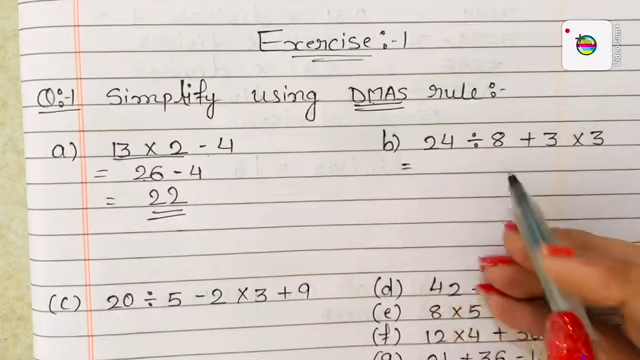 Exercise:-1
Q:-1 Simplify using DMAS rule:-
a) 13 × 2 - 4
= 26 - 4
= 22
b) 24 ÷ 8 + 3 × 3
=
(c) 20 ÷ 5 - 2 × 3 + 9
(d) 42
(e) 8 × 5
(f) 12 × 4 +